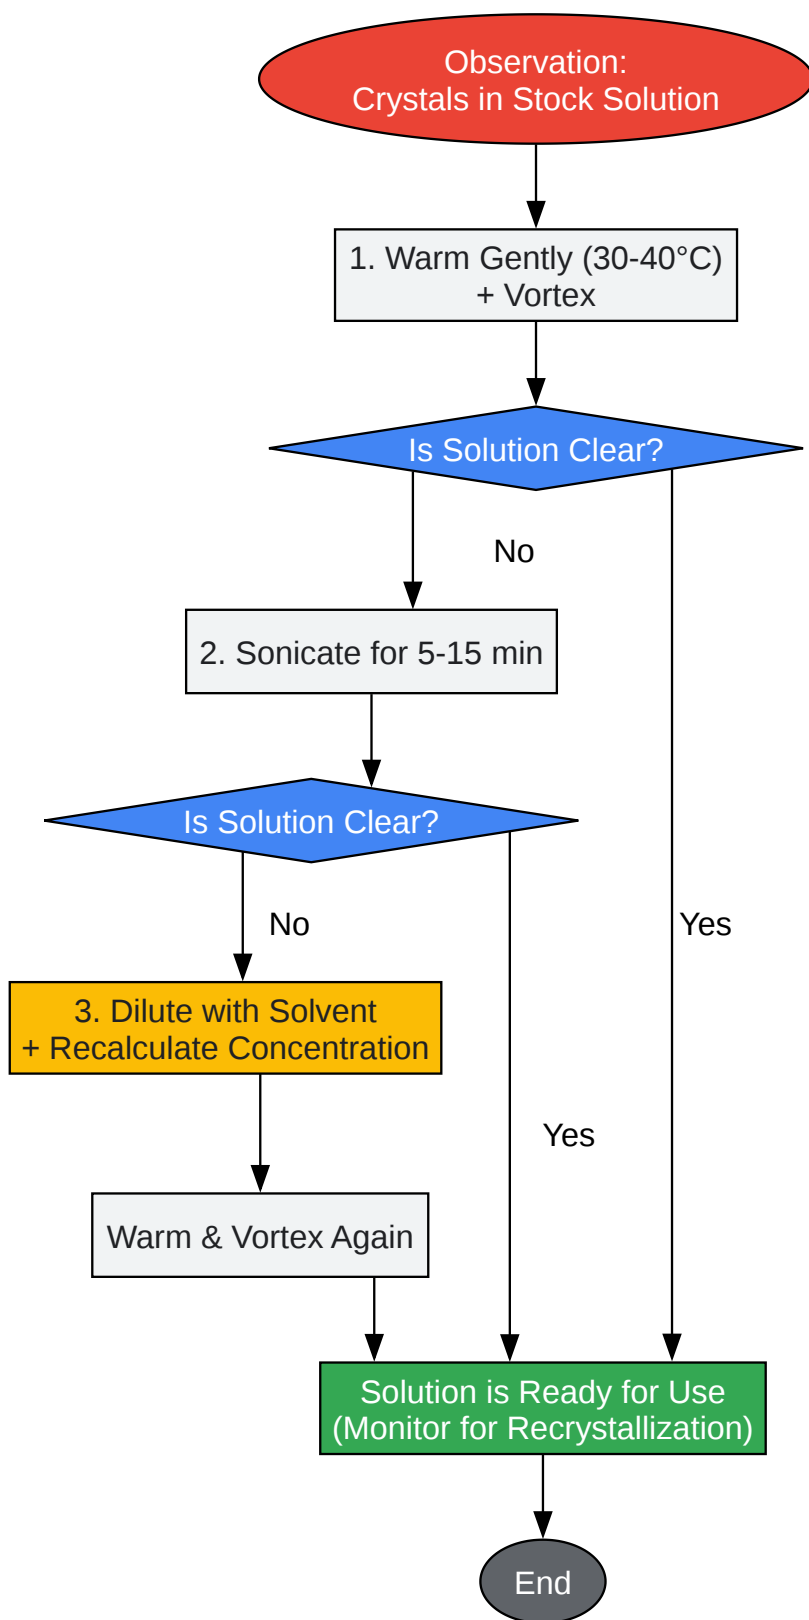 Observation:
Crystals in Stock Solution
1. Warm Gently (30-40°C)
+ Vortex
Is Solution Clear?
No
2. Sonicate for 5-15 min
Is Solution Clear?
No
Yes
3. Dilute with Solvent
+ Recalculate Concentration
Yes
Warm & Vortex Again
Solution is Ready for Use
(Monitor for Recrystallization)
End